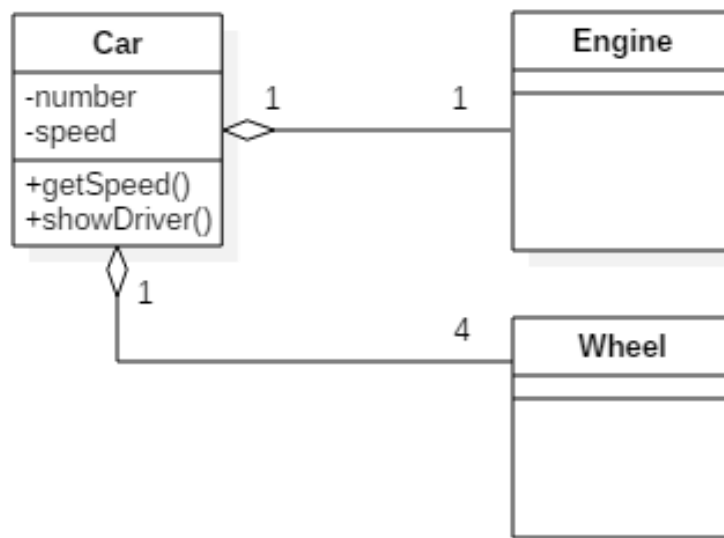 Car
-number
-speed
+getSpeed()
+showDriver()
1
1
Engine
1
4
Wheel